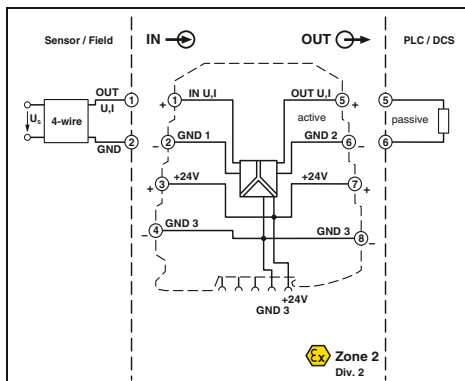 Sensor / Field
IN
OUT
PLC / DCS
OUT
U,I
1
+
1
IN U,I
OUT U,I
5
+
5
Us
4-wire
active
passive
GND
2
–
2
GND 1
GND 2
6
–
6
+
3
+24V
+24V
7
+
–
4
GND 3
GND 3
8
–
+24V
GND 3
Ex
Zone 2
Div. 2